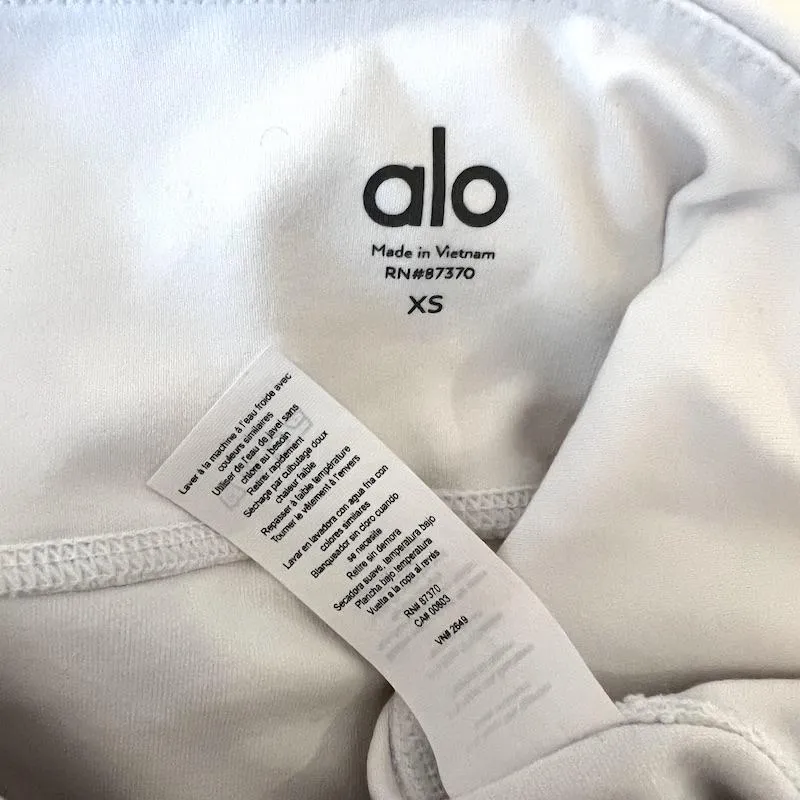 alo
Made in Vietnam
RN#87370
XS
Laver à la machine à l'eau froide avec
couleurs similaires
Utiliser de l'eau de javel sans
chlore au besoin
Retirer rapidement
Séchage par culbutage doux
chaleur faible
Repasser à faible température
Tourner le vêtement à l'envers
Lavar en lavadora con agua fria con
colores similares
Blanqueador sin cloro cuando
se necesite
Retire sin demora
Secadora suave, temperatura bajo
Plancha bajo temperatura
Vuelta a la ropa al revés
RN# 87370
CA# 00803
VN# 2649